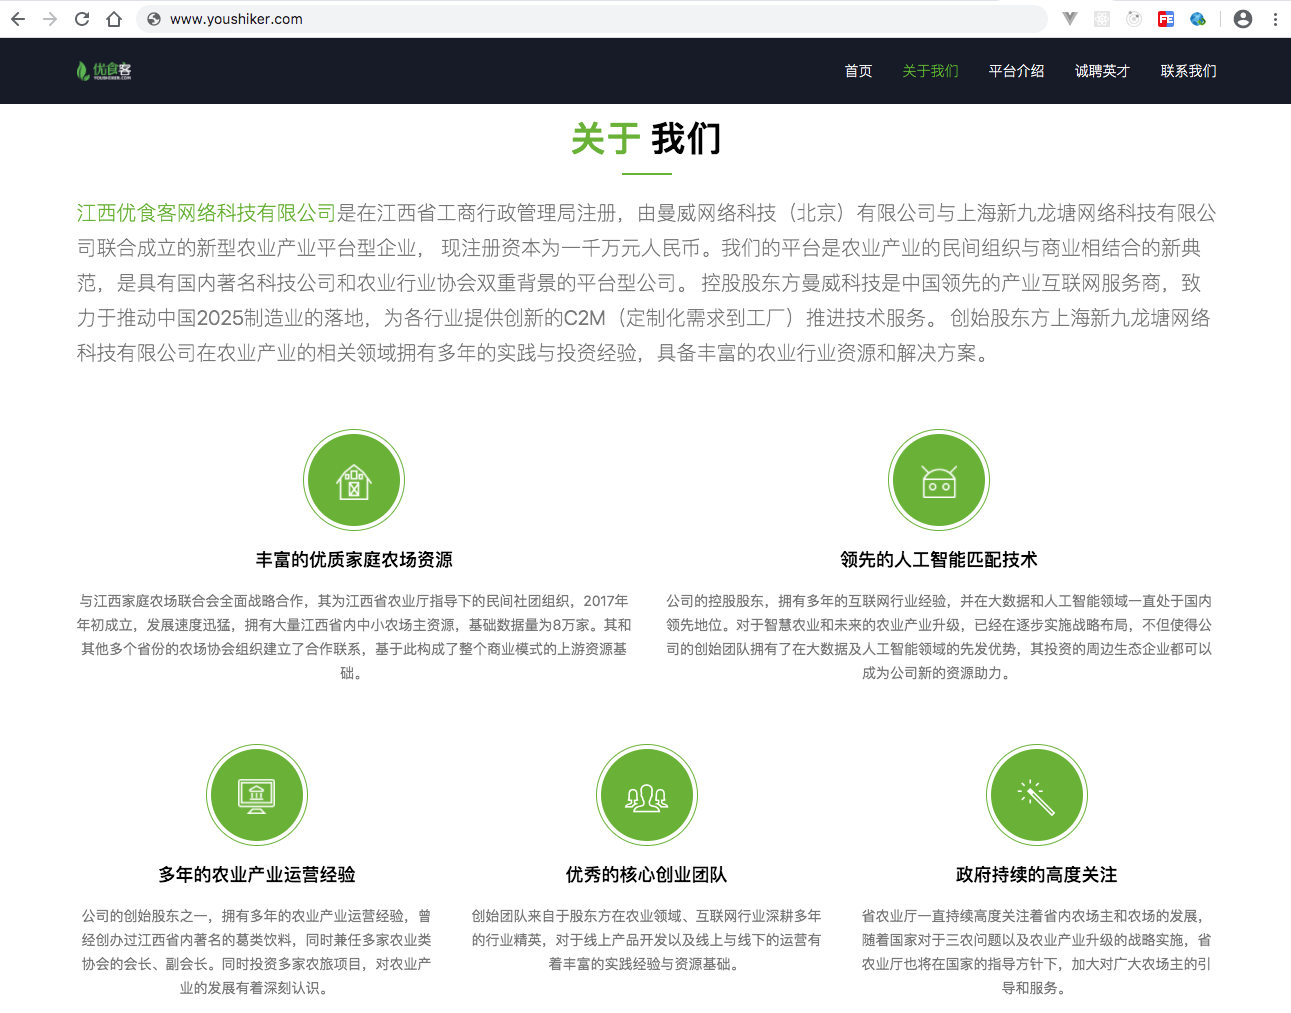 www.youshiker.com
优食客
YOUSHIKER.COM
首页 关于我们 平台介绍 诚聘英才 联系我们
关于 我们
江西优食客网络科技有限公司是在江西省工商行政管理局注册，由曼威网络科技（北京）有限公司与上海新九龙塘网络科技有限公
司联合成立的新型农业产业平台型企业， 现注册资本为一千万元人民币。我们的平台是农业产业的民间组织与商业相结合的新典
范，是具有国内著名科技公司和农业行业协会双重背景的平台型公司。 控股股东方曼威科技是中国领先的产业互联网服务商，致
力于推动中国2025制造业的落地，为各行业提供创新的C2M（定制化需求到工厂）推进技术服务。 创始股东方上海新九龙塘网络
科技有限公司在农业产业的相关领域拥有多年的实践与投资经验，具备丰富的农业行业资源和解决方案。
丰富的优质家庭农场资源
与江西家庭农场联合会全面战略合作，其为江西省农业厅指导下的民间社团组织，2017年
年初成立，发展速度迅猛，拥有大量江西省内中小农场主资源，基础数据量为8万家。其和
其他多个省份的农场协会组织建立了合作联系，基于此构成了整个商业模式的上游资源基
础。
领先的人工智能匹配技术
公司的控股股东，拥有多年的互联网行业经验，并在大数据和人工智能领域一直处于国内
领先地位。对于智慧农业和未来的农业产业升级，已经在逐步实施战略布局，不但使得公
司的创始团队拥有了在大数据及人工智能领域的先发优势，其投资的周边生态企业都可以
成为公司新的资源助力。
多年的农业产业运营经验
公司的创始股东之一，拥有多年的农业产业运营经验，曾
经创办过江西省内著名的葛类饮料，同时兼任多家农业类
协会的会长、副会长。同时投资多家农旅项目，对农业产
业的发展有着深刻认识。
优秀的核心创业团队
创始团队来自于股东方在农业领域、互联网行业深耕多年
的行业精英，对于线上产品开发以及线上与线下的运营有
着丰富的实践经验与资源基础。
政府持续的高度关注
省农业厅一直持续高度关注着省内农场主和农场的发展，
随着国家对于三农问题以及农业产业升级的战略实施，省
农业厅也将在国家的指导方针下，加大对广大农场主的引
导和服务。